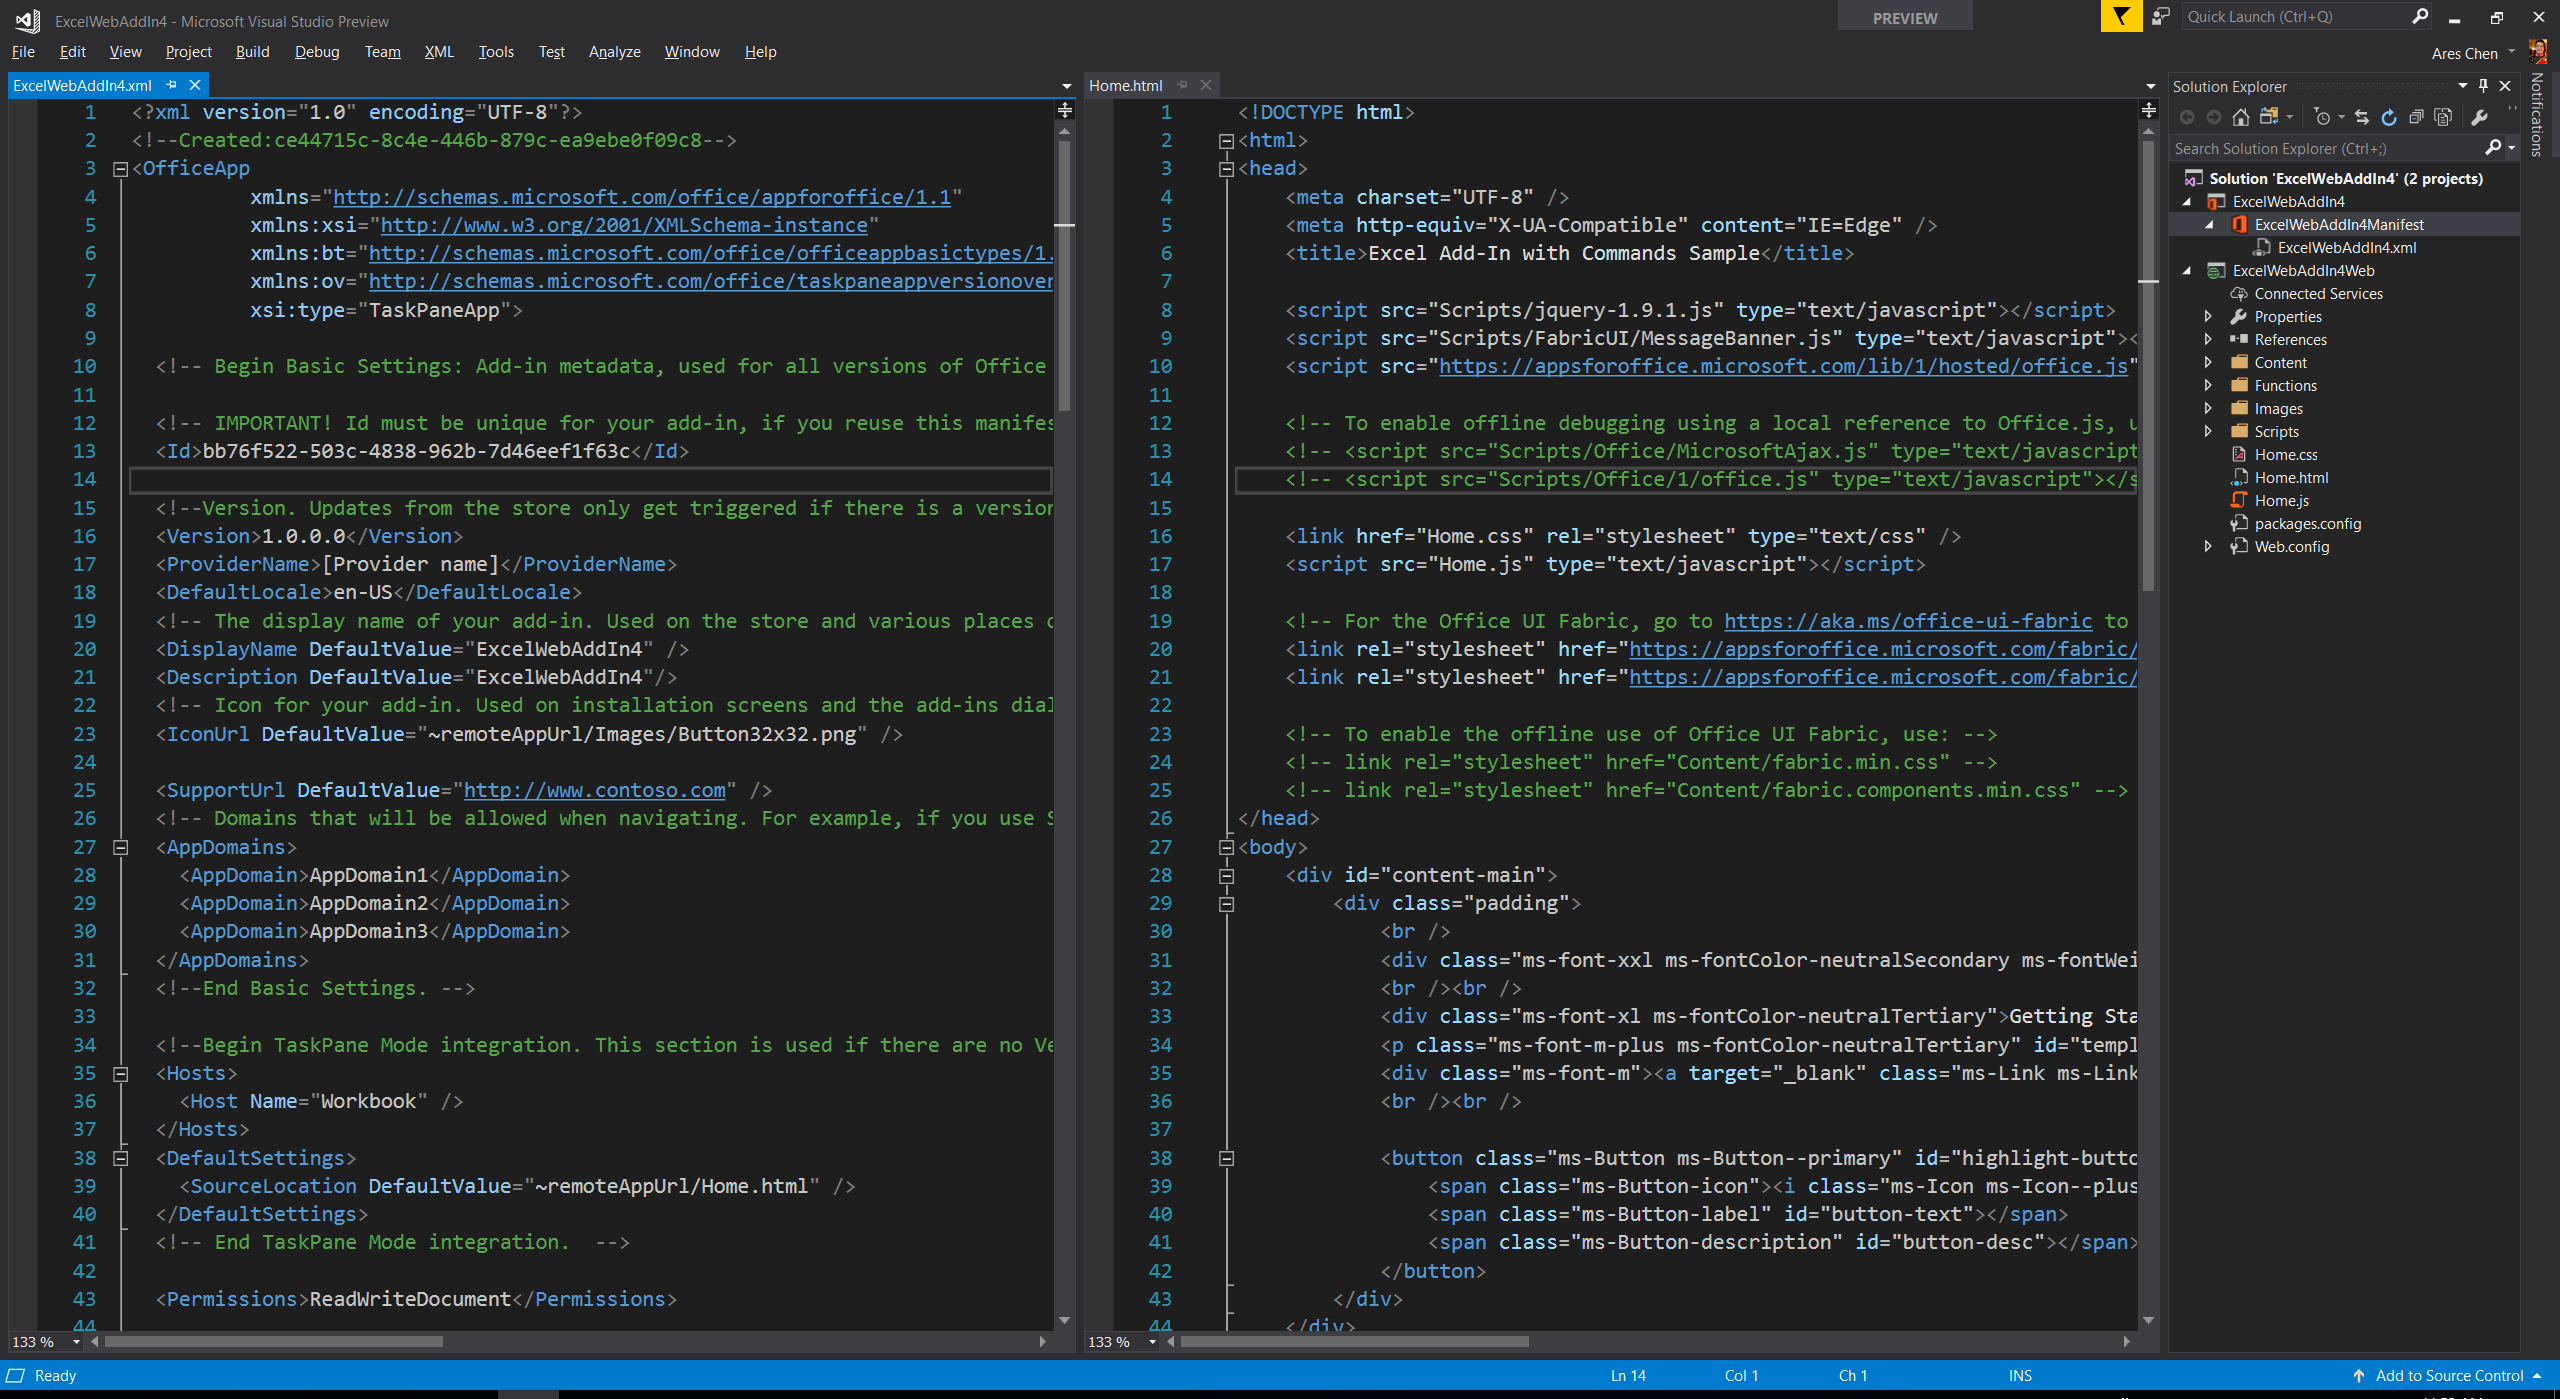 ExcelWebAddIn4 - Microsoft Visual Studio Preview
PREVIEW
Quick Launch (Ctrl+Q)
File Edit View Project Build Debug Team XML Tools Test Analyze Window Help
Ares Chen
ExcelWebAddIn4.xml
1 <?xml version="1.0" encoding="UTF-8"?>
2 <!--Created:ce44715c-8c4e-446b-879c-ea9ebe0f09c8-->
3 <OfficeApp
4 xmlns="http://schemas.microsoft.com/office/appforoffice/1.1"
5 xmlns:xsi="http://www.w3.org/2001/XMLSchema-instance"
6 xmlns:bt="http://schemas.microsoft.com/office/officeappbasictypes/1.
7 xmlns:ov="http://schemas.microsoft.com/office/taskpaneappversionover
8 xsi:type="TaskPaneApp">
9
10 <!-- Begin Basic Settings: Add-in metadata, used for all versions of Office
11
12 <!-- IMPORTANT! Id must be unique for your add-in, if you reuse this manifes
13 <Id>bb76f522-503c-4838-962b-7d46eef1f63c</Id>
14
15 <!--Version. Updates from the store only get triggered if there is a version
16 <Version>1.0.0.0</Version>
17 <ProviderName>[Provider name]</ProviderName>
18 <DefaultLocale>en-US</DefaultLocale>
19 <!-- The display name of your add-in. Used on the store and various places o
20 <DisplayName DefaultValue="ExcelWebAddIn4" />
21 <Description DefaultValue="ExcelWebAddIn4"/>
22 <!-- Icon for your add-in. Used on installation screens and the add-ins dial
23 <IconUrl DefaultValue="~remoteAppUrl/Images/Button32x32.png" />
24
25 <SupportUrl DefaultValue="http://www.contoso.com" />
26 <!-- Domains that will be allowed when navigating. For example, if you use S
27 <AppDomains>
28 <AppDomain>AppDomain1</AppDomain>
29 <AppDomain>AppDomain2</AppDomain>
30 <AppDomain>AppDomain3</AppDomain>
31 </AppDomains>
32 <!--End Basic Settings. -->
33
34 <!--Begin TaskPane Mode integration. This section is used if there are no Ve
35 <Hosts>
36 <Host Name="Workbook" />
37 </Hosts>
38 <DefaultSettings>
39 <SourceLocation DefaultValue="~remoteAppUrl/Home.html" />
40 </DefaultSettings>
41 <!-- End TaskPane Mode integration.  -->
42
43 <Permissions>ReadWriteDocument</Permissions>
44
133 %
Home.html
1 <!DOCTYPE html>
2 <html>
3 <head>
4 <meta charset="UTF-8" />
5 <meta http-equiv="X-UA-Compatible" content="IE=Edge" />
6 <title>Excel Add-In with Commands Sample</title>
7
8 <script src="Scripts/jquery-1.9.1.js" type="text/javascript"></script>
9 <script src="Scripts/FabricUI/MessageBanner.js" type="text/javascript"><
10 <script src="https://appsforoffice.microsoft.com/lib/1/hosted/office.js"
11
12 <!-- To enable offline debugging using a local reference to Office.js, u
13 <!-- <script src="Scripts/Office/MicrosoftAjax.js" type="text/javascript
14 <!-- <script src="Scripts/Office/1/office.js" type="text/javascript"></s
15
16 <link href="Home.css" rel="stylesheet" type="text/css" />
17 <script src="Home.js" type="text/javascript"></script>
18
19 <!-- For the Office UI Fabric, go to https://aka.ms/office-ui-fabric to
20 <link rel="stylesheet" href="https://appsforoffice.microsoft.com/fabric/
21 <link rel="stylesheet" href="https://appsforoffice.microsoft.com/fabric/
22
23 <!-- To enable the offline use of Office UI Fabric, use: -->
24 <!-- link rel="stylesheet" href="Content/fabric.min.css" -->
25 <!-- link rel="stylesheet" href="Content/fabric.components.min.css" -->
26 </head>
27 <body>
28 <div id="content-main">
29 <div class="padding">
30 <br />
31 <div class="ms-font-xxl ms-fontColor-neutralSecondary ms-fontWei
32 <br /><br />
33 <div class="ms-font-xl ms-fontColor-neutralTertiary">Getting Sta
34 <p class="ms-font-m-plus ms-fontColor-neutralTertiary" id="templ
35 <div class="ms-font-m"><a target="_blank" class="ms-Link ms-Link
36 <br /><br />
37
38 <button class="ms-Button ms-Button--primary" id="highlight-butto
39 <span class="ms-Button-icon"><i class="ms-Icon ms-Icon--plus
40 <span class="ms-Button-label" id="button-text"></span>
41 <span class="ms-Button-description" id="button-desc"></span>
42 </button>
43 </div>
44 </div>
133 %
Solution Explorer
Search Solution Explorer (Ctrl+;)
Solution 'ExcelWebAddIn4' (2 projects)
ExcelWebAddIn4
ExcelWebAddIn4Manifest
ExcelWebAddIn4.xml
ExcelWebAddIn4Web
Connected Services
Properties
References
Content
Functions
Images
Scripts
Home.css
Home.html
Home.js
packages.config
Web.config
Notifications
Ready
Ln 14 Col 1 Ch 1 INS
Add to Source Control